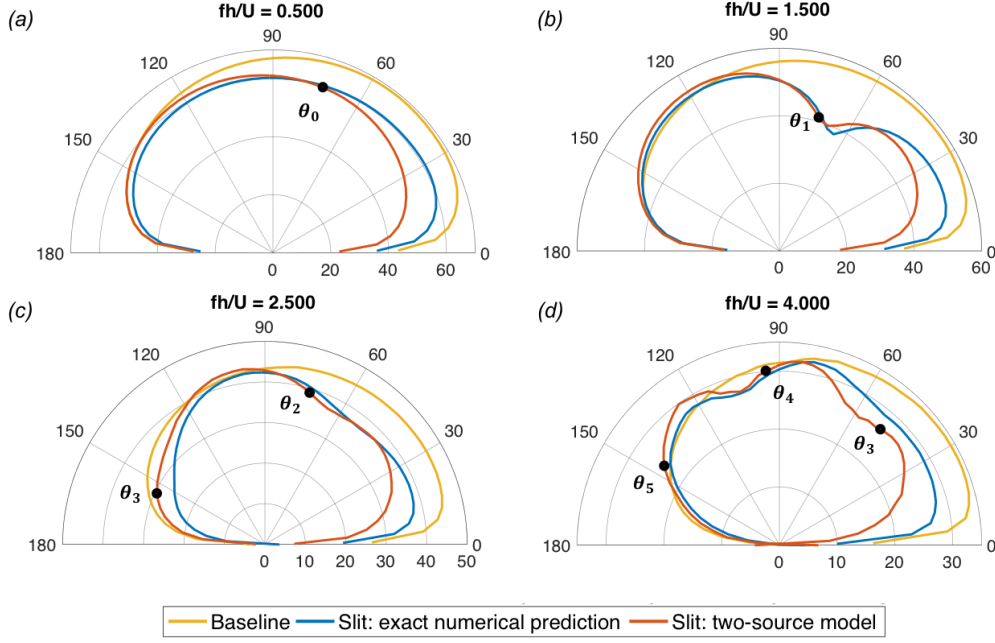 (a)
fh/U = 0.500
90
120
60
150
30
180
0
0
20
40
60
θ0
(b)
fh/U = 1.500
90
120
60
150
30
180
0
0
20
40
60
θ1
(c)
fh/U = 2.500
90
120
60
150
30
180
0
0
10
20
30
40
50
θ2
θ3
(d)
fh/U = 4.000
90
120
60
150
30
180
0
0
10
20
30
θ4
θ3
θ5
Baseline
Slit: exact numerical prediction
Slit: two-source model